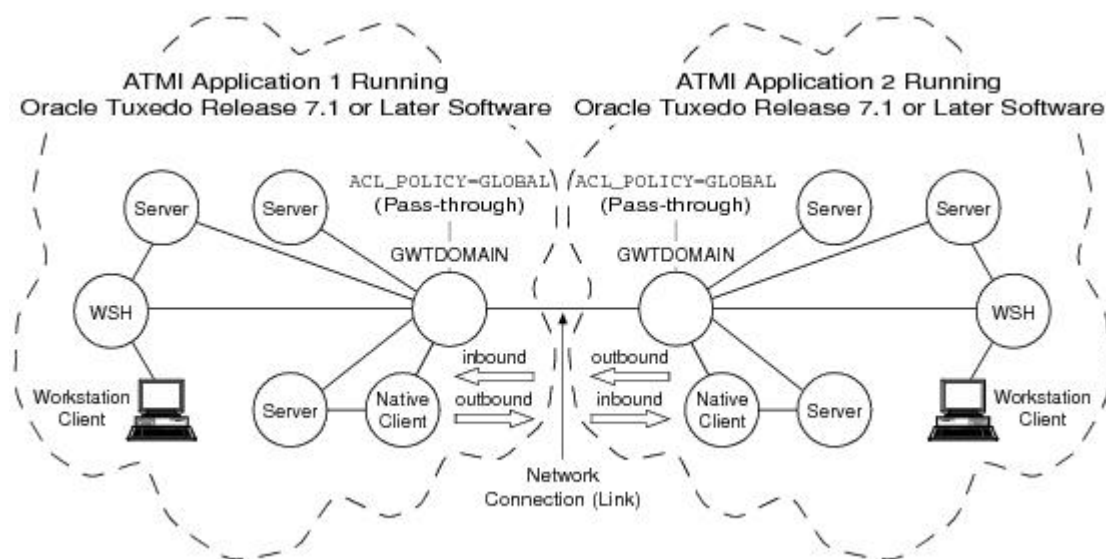 ATMI Application 1 Running
Oracle Tuxedo Release 7.1 or Later Software
ATMI Application 2 Running
Oracle Tuxedo Release 7.1 or Later Software
Server
Server
ACL_POLICY=GLOBAL
(Pass-through)
GWTDOMAIN
WSH
inbound
outbound
Workstation
Client
Server
Native
Client
ACL_POLICY=GLOBAL
(Pass-through)
GWTDOMAIN
Server
Server
WSH
outbound
inbound
Native
Client
Server
Workstation
Client
Network
Connection (Link)